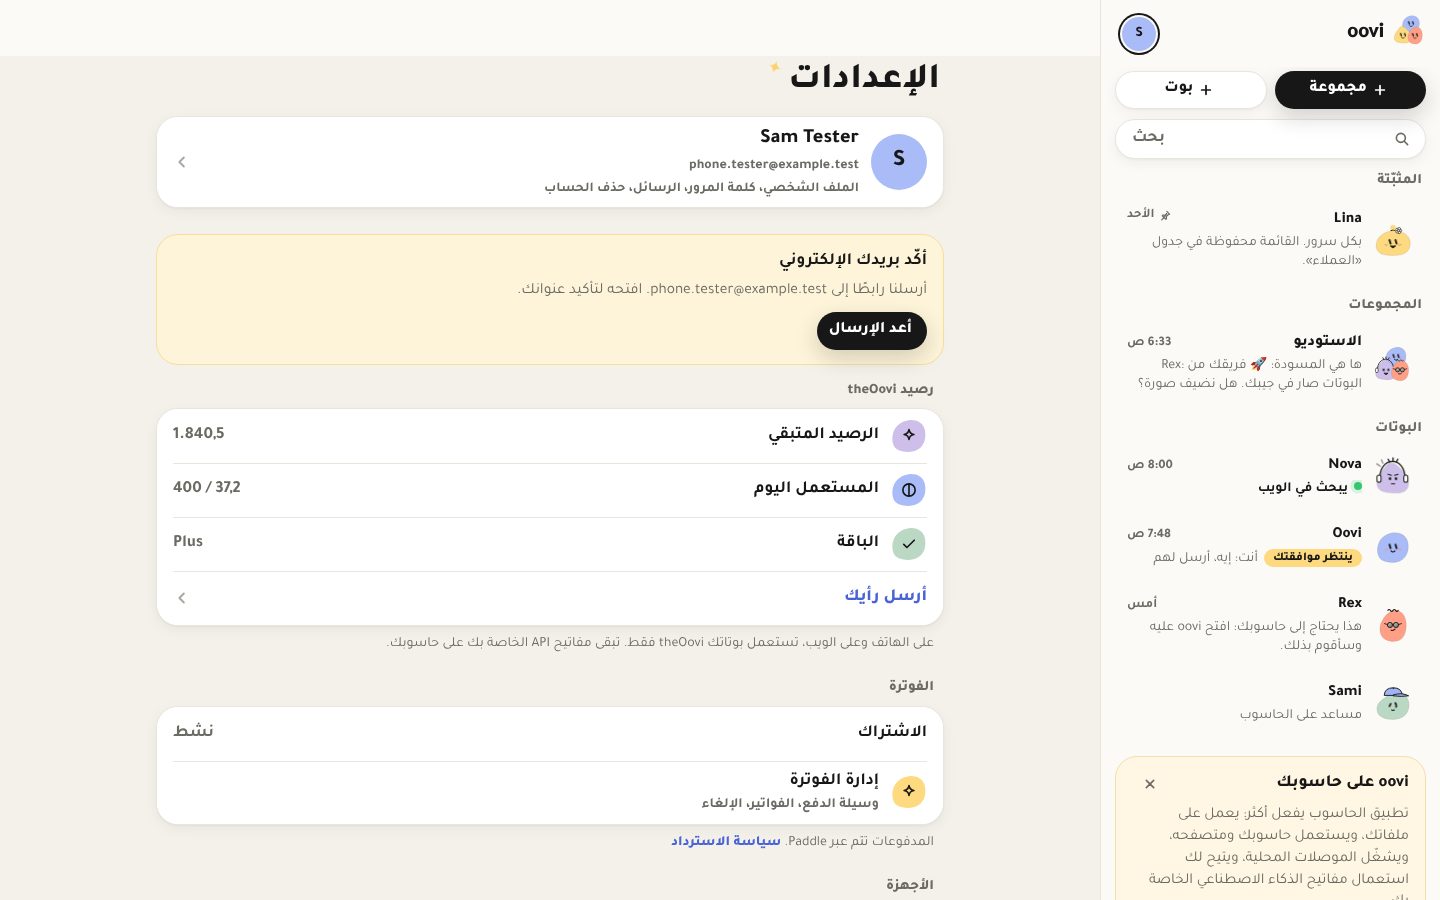 oovi
S
مجموعة
بوت
بحث
المثبّتة
Lina
الأحد
بكل سرور. القائمة محفوظة في جدول
«العملاء».
المجموعات
الاستوديو
6:33 ص
ها هي المسودة: 🚀 فريقك من Rex:
البوتات صار في جيبك. هل نضيف صورة؟
البوتات
Nova
8:00 ص
يبحث في الويب
Oovi
7:48 ص
ينتظر موافقتك
أنت: إيه، أرسل لهم
Rex
أمس
هذا يحتاج إلى حاسوبك: افتح oovi عليه
وسأقوم بذلك.
Sami
مساعد على الحاسوب
oovi على حاسوبك
تطبيق الحاسوب يفعل أكثر: يعمل على
ملفاتك، ويستعمل حاسوبك ومتصفحه،
ويشغّل الموصلات المحلية، ويتيح لك
استعمال مفاتيح الذكاء الاصطناعي الخاصة
بك.
الإعدادات
S
Sam Tester
phone.tester@example.test
الملف الشخصي، كلمة المرور، الرسائل، حذف الحساب
أكّد بريدك الإلكتروني
أرسلنا رابطًا إلى phone.tester@example.test. افتحه لتأكيد عنوانك.
أعد الإرسال
رصيد theOovi
الرصيد المتبقي
1.840,5
المستعمل اليوم
400 / 37,2
الباقة
Plus
أرسل رأيك
على الهاتف وعلى الويب، تستعمل بوتاتك theOovi فقط. تبقى مفاتيح API الخاصة بك على حاسوبك.
الفوترة
الاشتراك
نشط
إدارة الفوترة
وسيلة الدفع، الفواتير، الإلغاء
المدفوعات تتم عبر Paddle. سياسة الاسترداد
الأجهزة